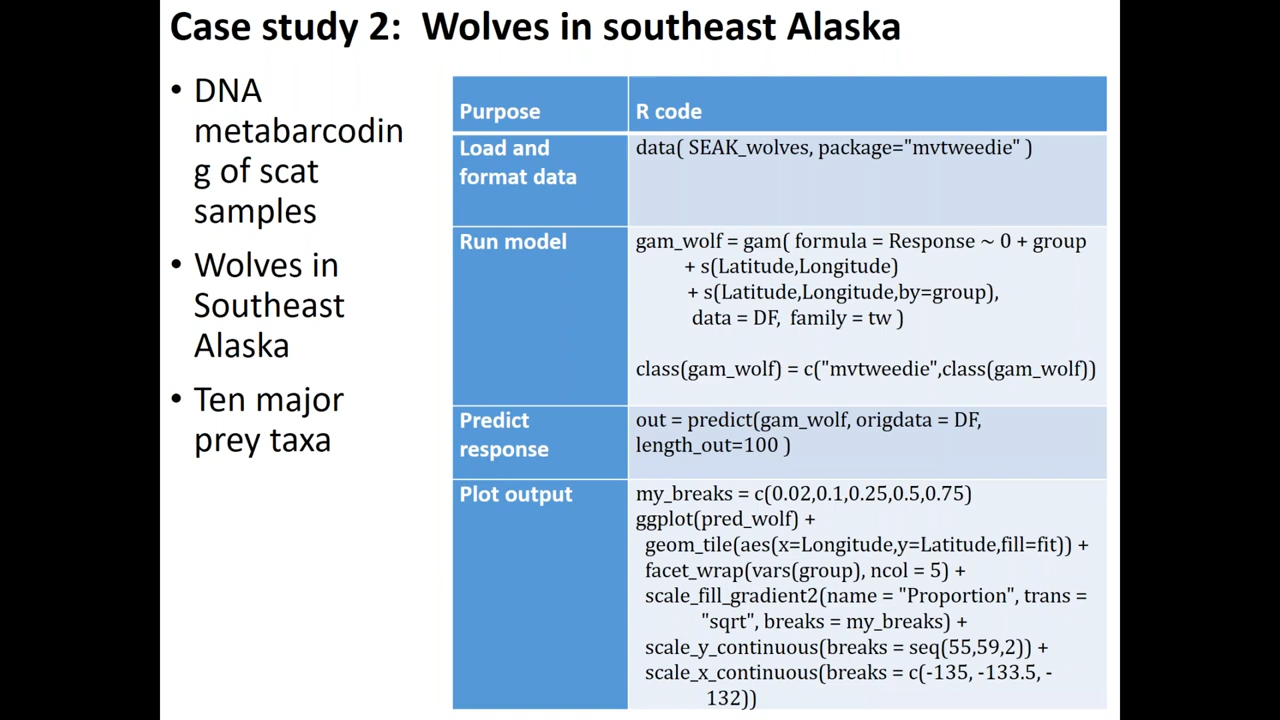 Case study 2:  Wolves in southeast Alaska
• DNA
metabarcodin
g of scat
samples
• Wolves in
Southeast
Alaska
• Ten major
prey taxa
Purpose
R code
Load and
format data
data( SEAK_wolves, package="mvtweedie" )
Run model
gam_wolf = gam( formula = Response ~ 0 + group
+ s(Latitude,Longitude)
+ s(Latitude,Longitude,by=group),
data = DF,  family = tw )
class(gam_wolf) = c("mvtweedie",class(gam_wolf))
Predict
response
out = predict(gam_wolf, origdata = DF,
length_out=100 )
Plot output
my_breaks = c(0.02,0.1,0.25,0.5,0.75)
ggplot(pred_wolf) +
geom_tile(aes(x=Longitude,y=Latitude,fill=fit)) +
facet_wrap(vars(group), ncol = 5) +
scale_fill_gradient2(name = "Proportion", trans =
"sqrt", breaks = my_breaks) +
scale_y_continuous(breaks = seq(55,59,2)) +
scale_x_continuous(breaks = c(-135, -133.5, -
132))